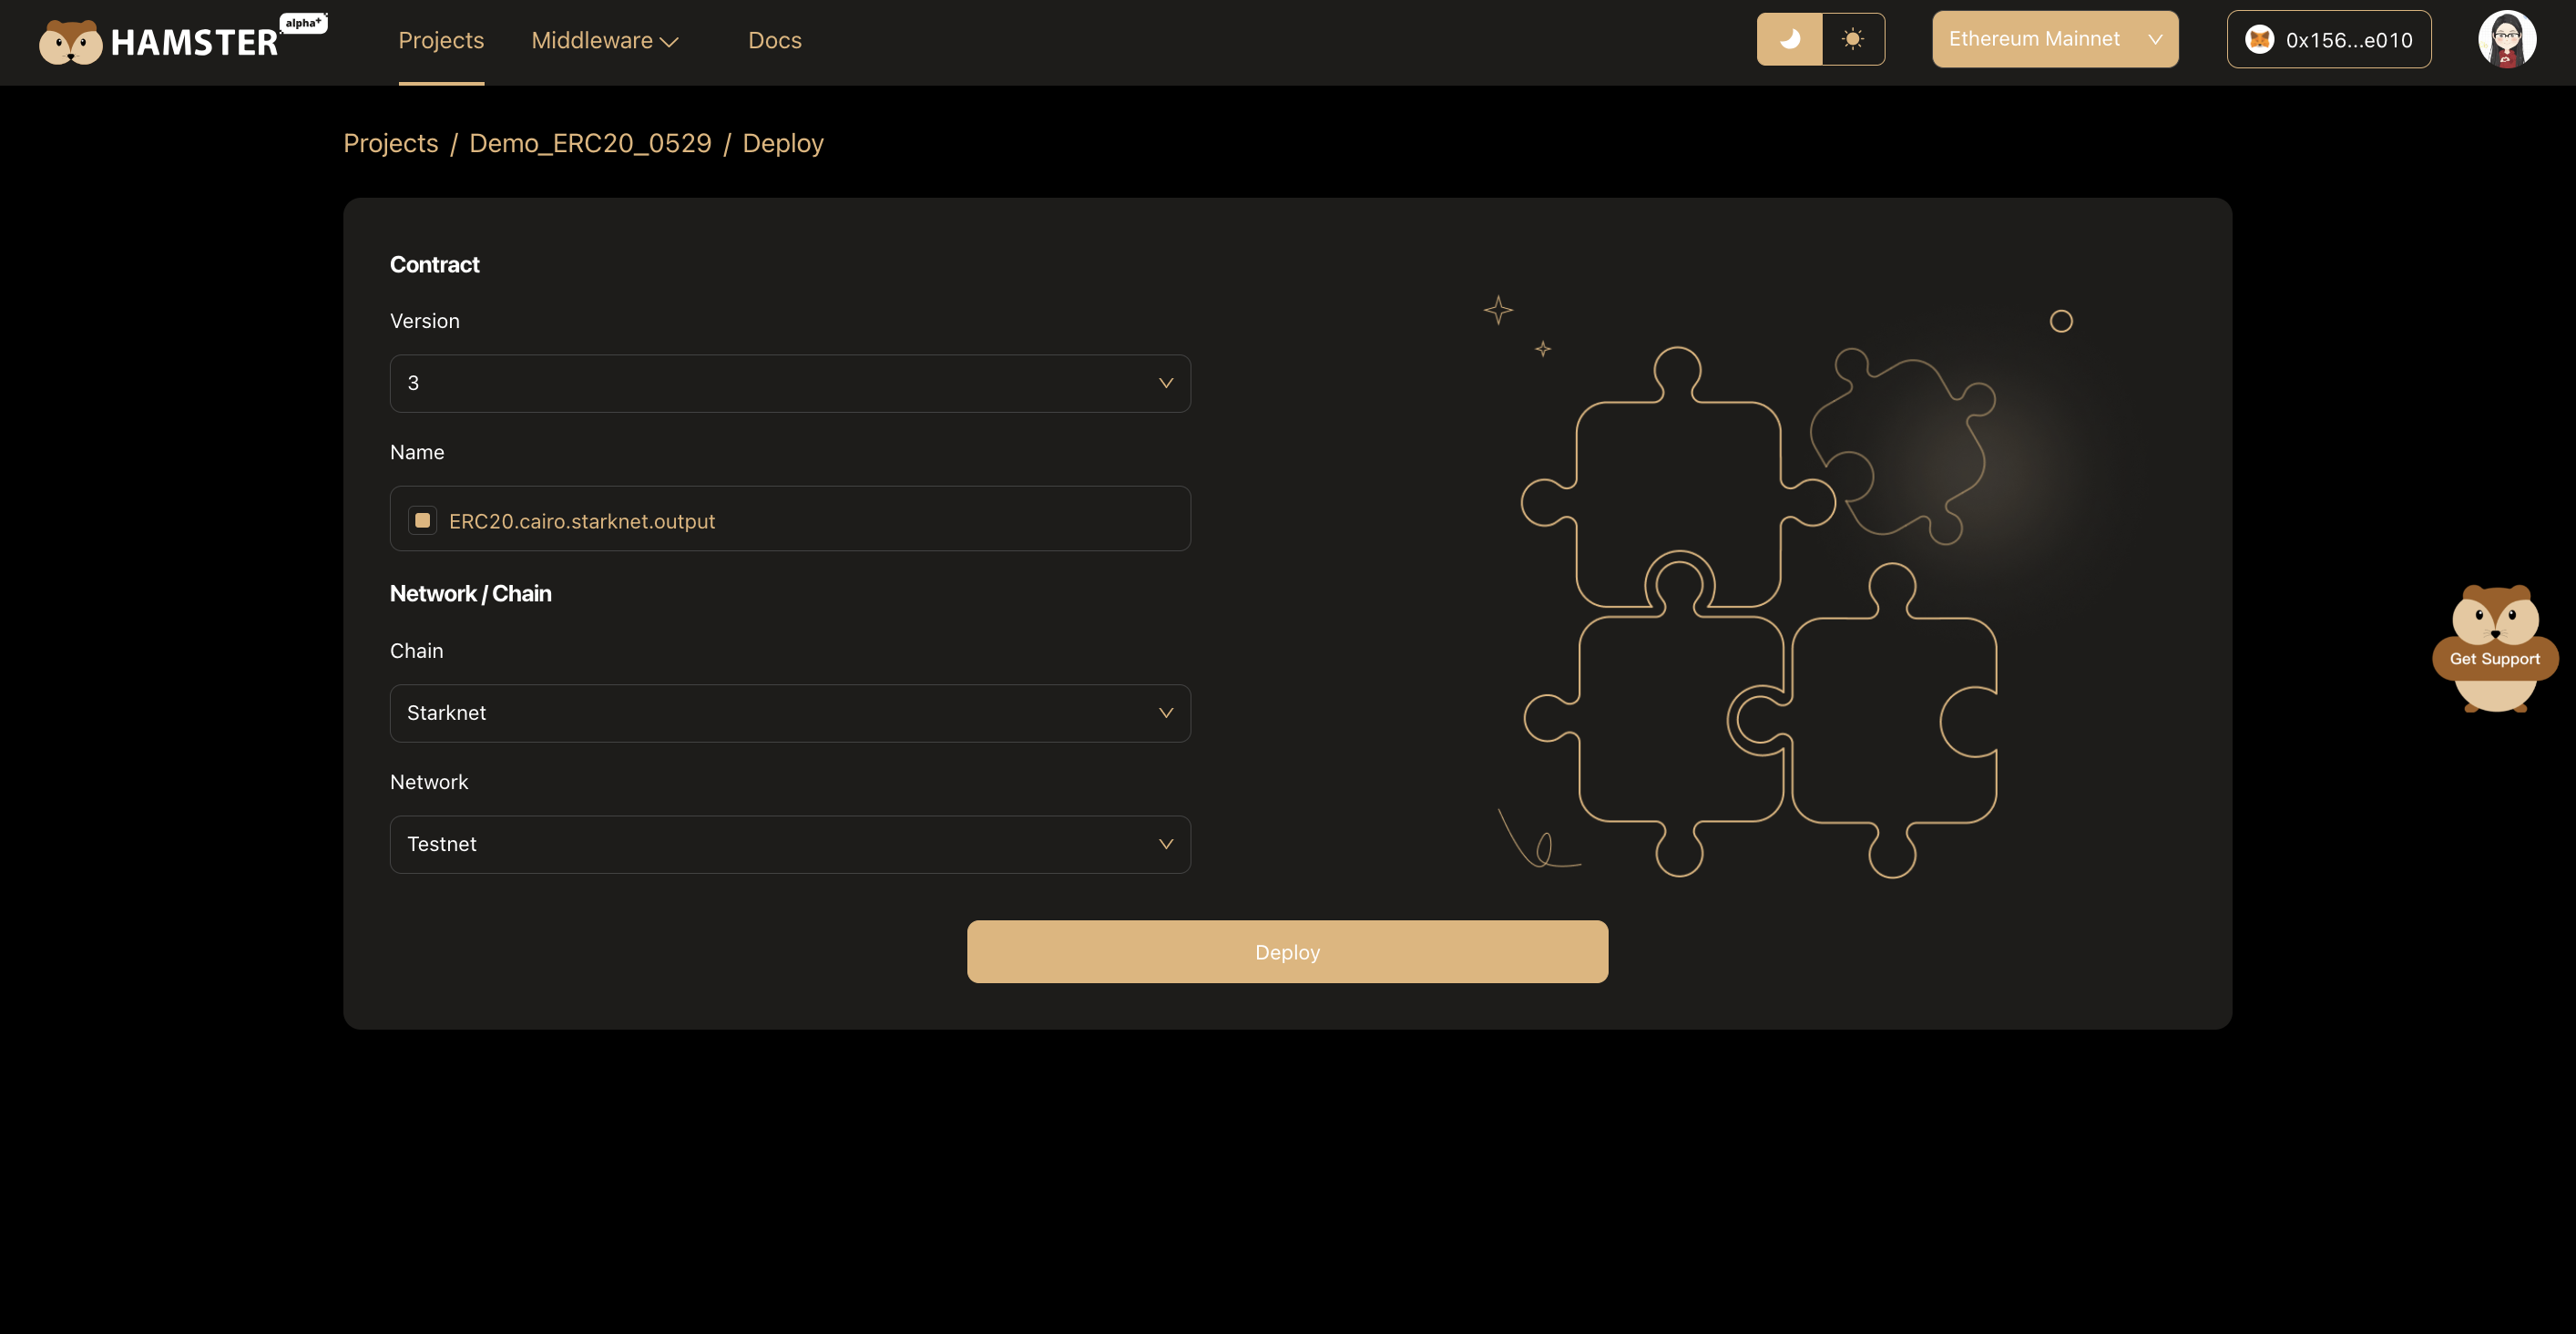 HAMSTER alpha+
Projects Middleware Docs
Ethereum Mainnet
0x156...e010
Projects / Demo_ERC20_0529 / Deploy
Contract
Version
3
Name
ERC20.cairo.starknet.output
Network / Chain
Chain
Starknet
Network
Testnet
Deploy
Get Support